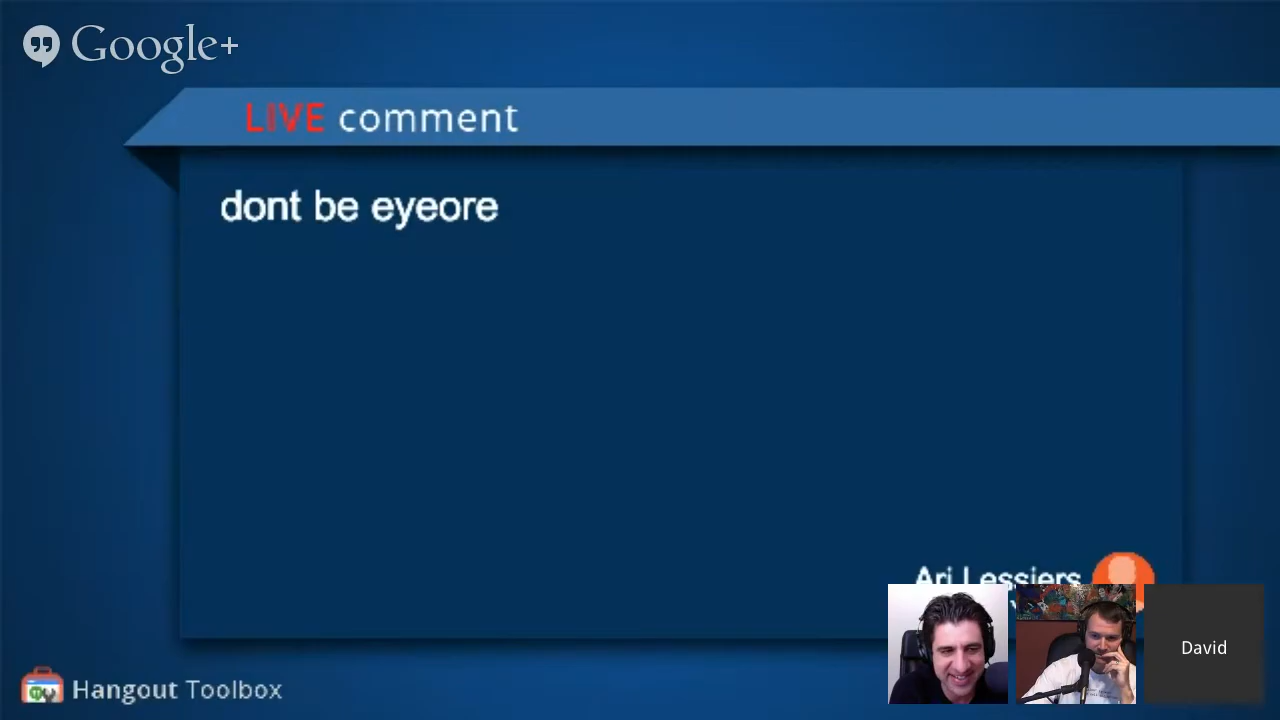 Google+
LIVE comment
dont be eyeore
Ari Lessiers
David
Hangout Toolbox